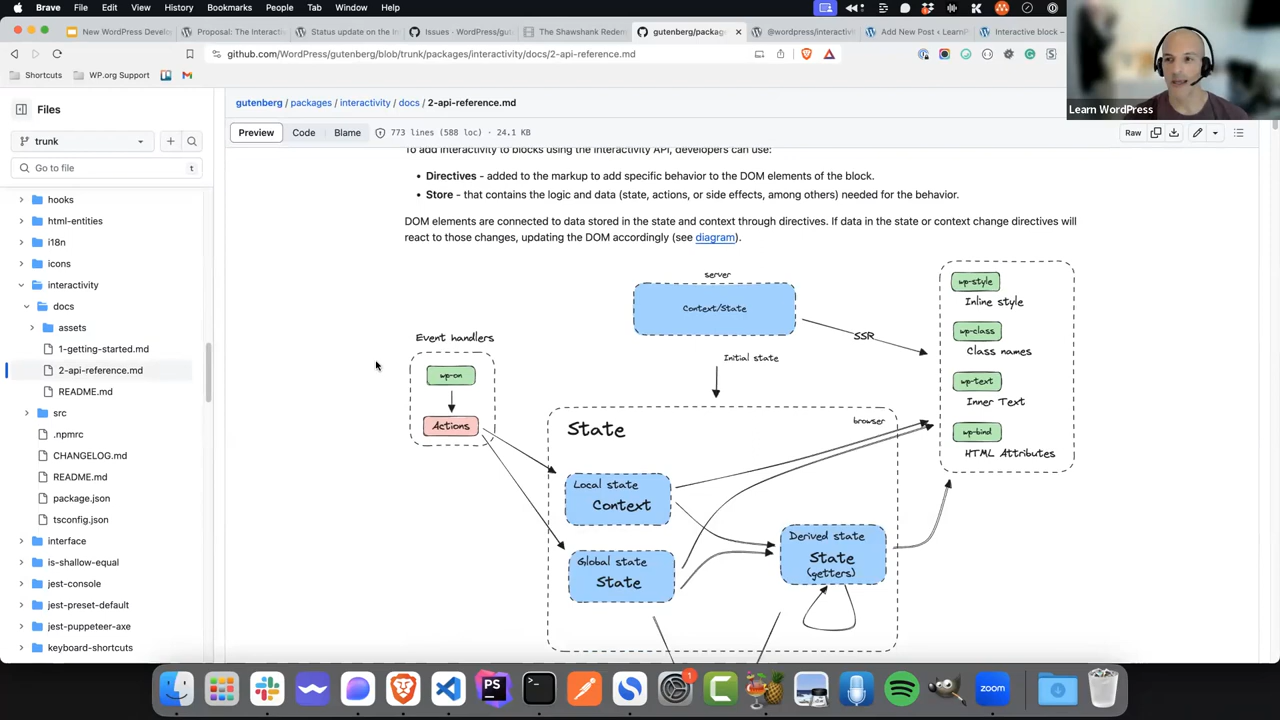 Brave File Edit View History Bookmarks People Tab Window Help
New WordPress Develo
Proposal: The Interactiv
Status update on the In
Issues · WordPress/gut
The Shawshank Redem
gutenberg/packag
@wordpress/interactivi
Add New Post ‹ LearnP
Interactive block –
github.com/WordPress/gutenberg/blob/trunk/packages/interactivity/docs/2-api-reference.md
Shortcuts WP.org Support
Learn WordPress
Files
gutenberg / packages / interactivity / docs / 2-api-reference.md
trunk
Preview Code Blame 773 lines (588 loc) · 24.1 KB
Raw
Go to file
t
hooks
html-entities
i18n
icons
interactivity
docs
assets
1-getting-started.md
2-api-reference.md
README.md
src
.npmrc
CHANGELOG.md
README.md
package.json
tsconfig.json
interface
is-shallow-equal
jest-console
jest-preset-default
jest-puppeteer-axe
keyboard-shortcuts
To add interactivity to blocks using the Interactivity API, developers can use:
• Directives - added to the markup to add specific behavior to the DOM elements of the block.
• Store - that contains the logic and data (state, actions, or side effects, among others) needed for the behavior.
DOM elements are connected to data stored in the state and context through directives. If data in the state or context change directives will
react to those changes, updating the DOM accordingly (see diagram).
server
Context/State
SSR
Initial state
Event handlers
wp-on
Actions
State
browser
Local state
Context
Global state
State
Derived state
State
(getters)
wp-style
Inline style
wp-class
Class names
wp-text
Inner Text
wp-bind
HTML Attributes
PS
1
zoom